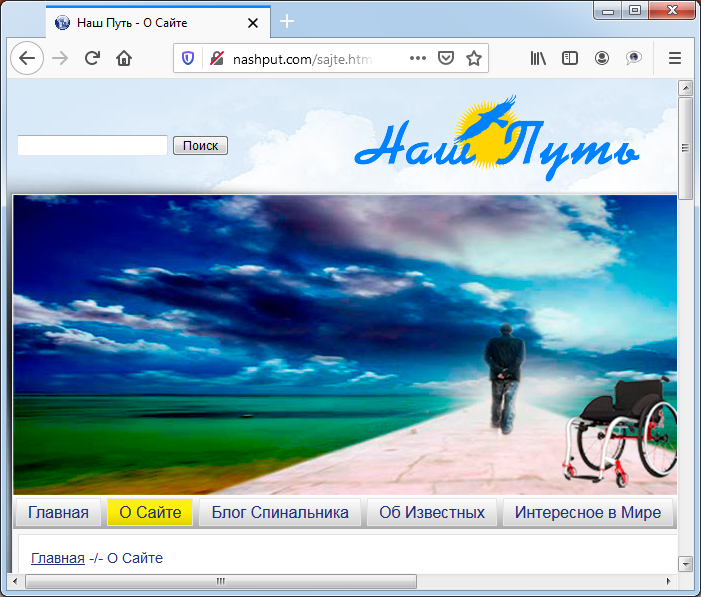 Наш Путь - О Сайте
nashput.com/sajte.htm
Поиск
Наш Путь
Главная
О Сайте
Блог Спинальника
Об Известных
Интересное в Мире
Главная -/- О Сайте